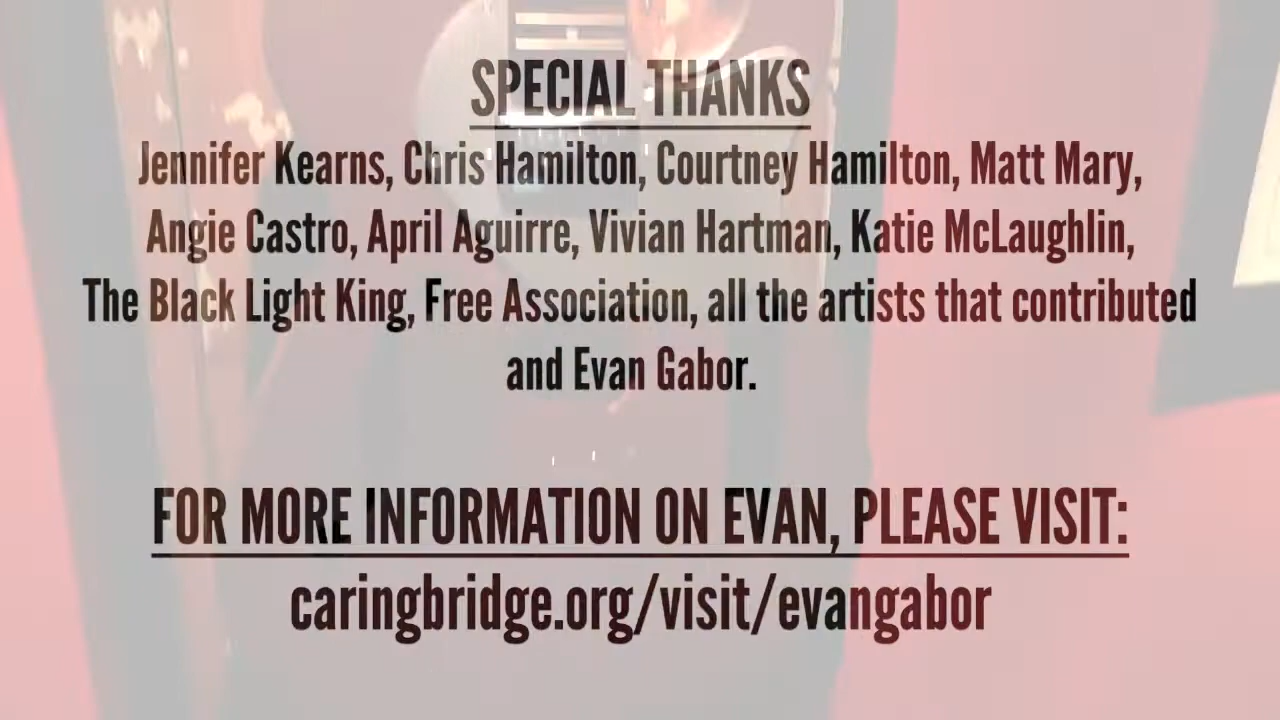 SPECIAL THANKS
Jennifer Kearns, Chris Hamilton, Courtney Hamilton, Matt Mary,
Angie Castro, April Aguirre, Vivian Hartman, Katie McLaughlin,
The Black Light King, Free Association, all the artists that contributed
and Evan Gabor.
FOR MORE INFORMATION ON EVAN, PLEASE VISIT:
caringbridge.org/visit/evangabor